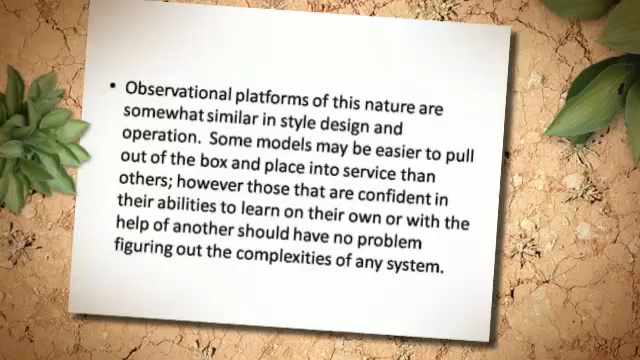 • Observational platforms of this nature are
somewhat similar in style design and
operation.  Some models may be easier to pull
out of the box and place into service than
others; however those that are confident in
their abilities to learn on their own or with the
help of another should have no problem
figuring out the complexities of any system.